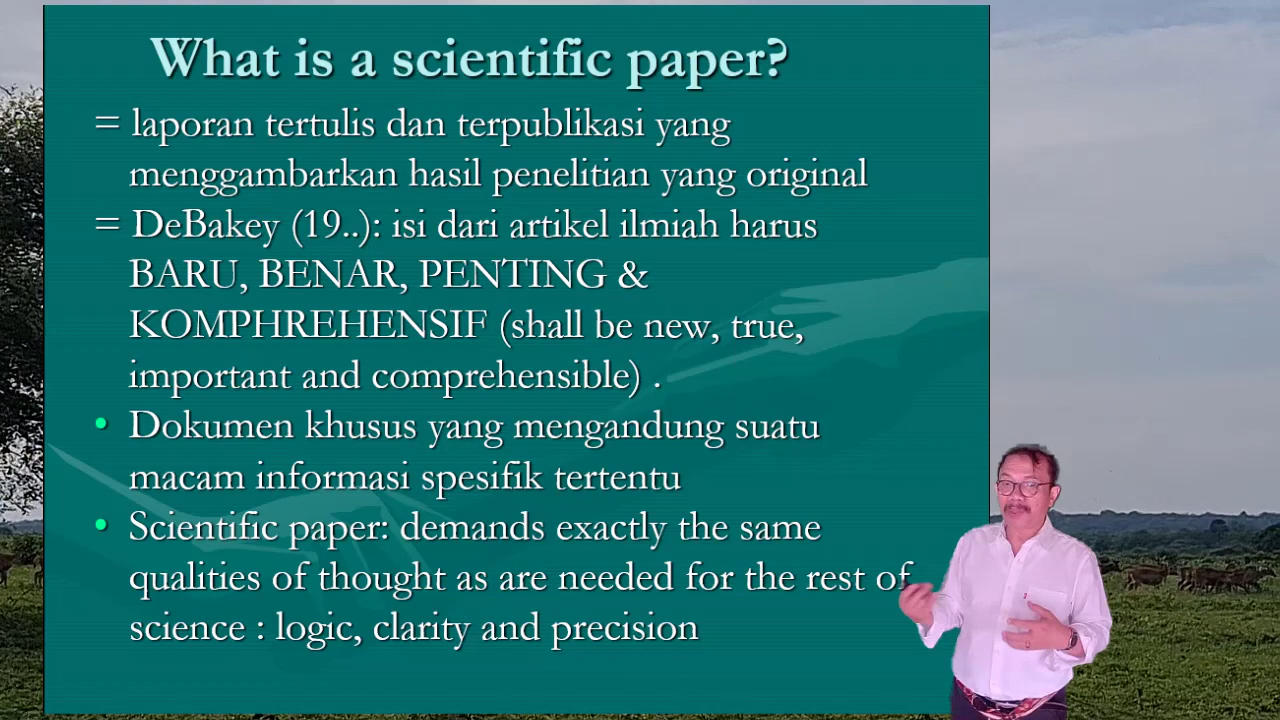 What is a scientific paper?
= laporan tertulis dan terpublikasi yang
menggambarkan hasil penelitian yang original
= DeBakey (19..): isi dari artikel ilmiah harus
BARU, BENAR, PENTING &
KOMPHREHENSIF (shall be new, true,
important and comprehensible) .
• Dokumen khusus yang mengandung suatu
macam informasi spesifik tertentu
• Scientific paper: demands exactly the same
qualities of thought as are needed for the rest of
science : logic, clarity and precision